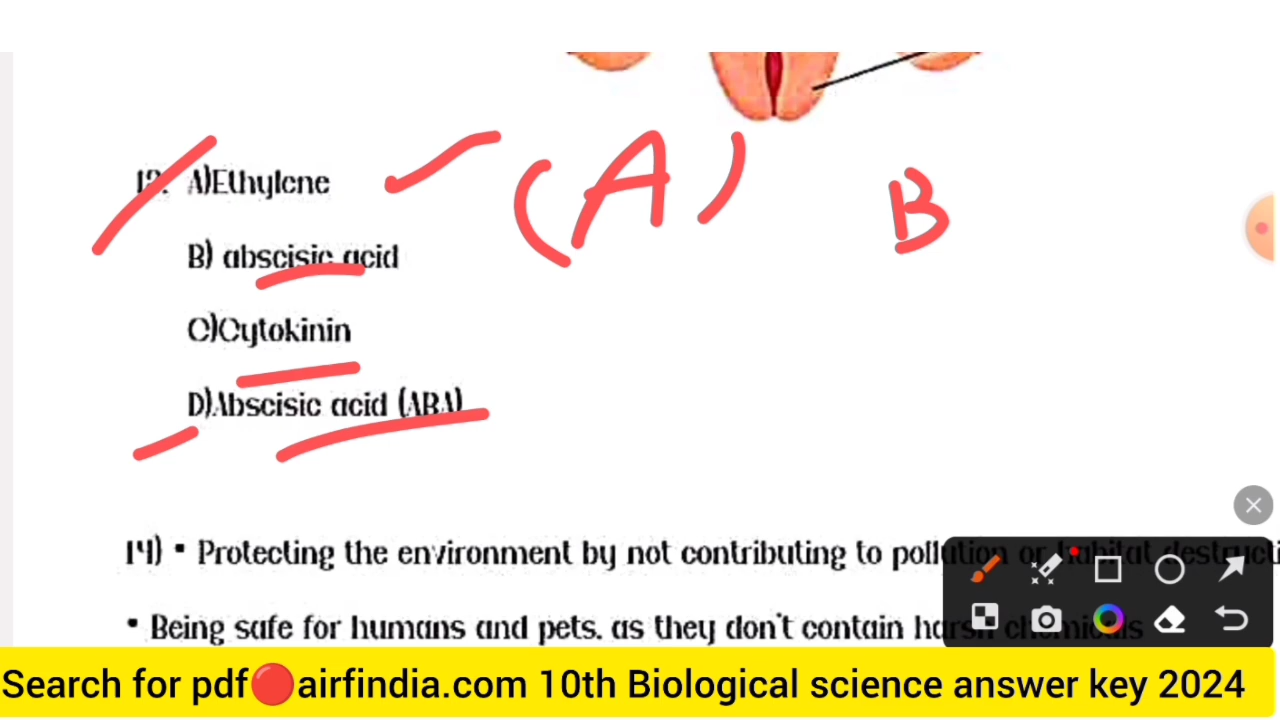 A)Ethylene (A) B
B) abscisic acid
C)Cytokinin
D)Abscisic acid (ABA)
14) • Protecting the environment by not contributing to pollution or habitat destructi
• Being safe for humans and pets. as they don't contain harsh chemicals
Search for pdf🔴airfindia.com 10th Biological science answer key 2024